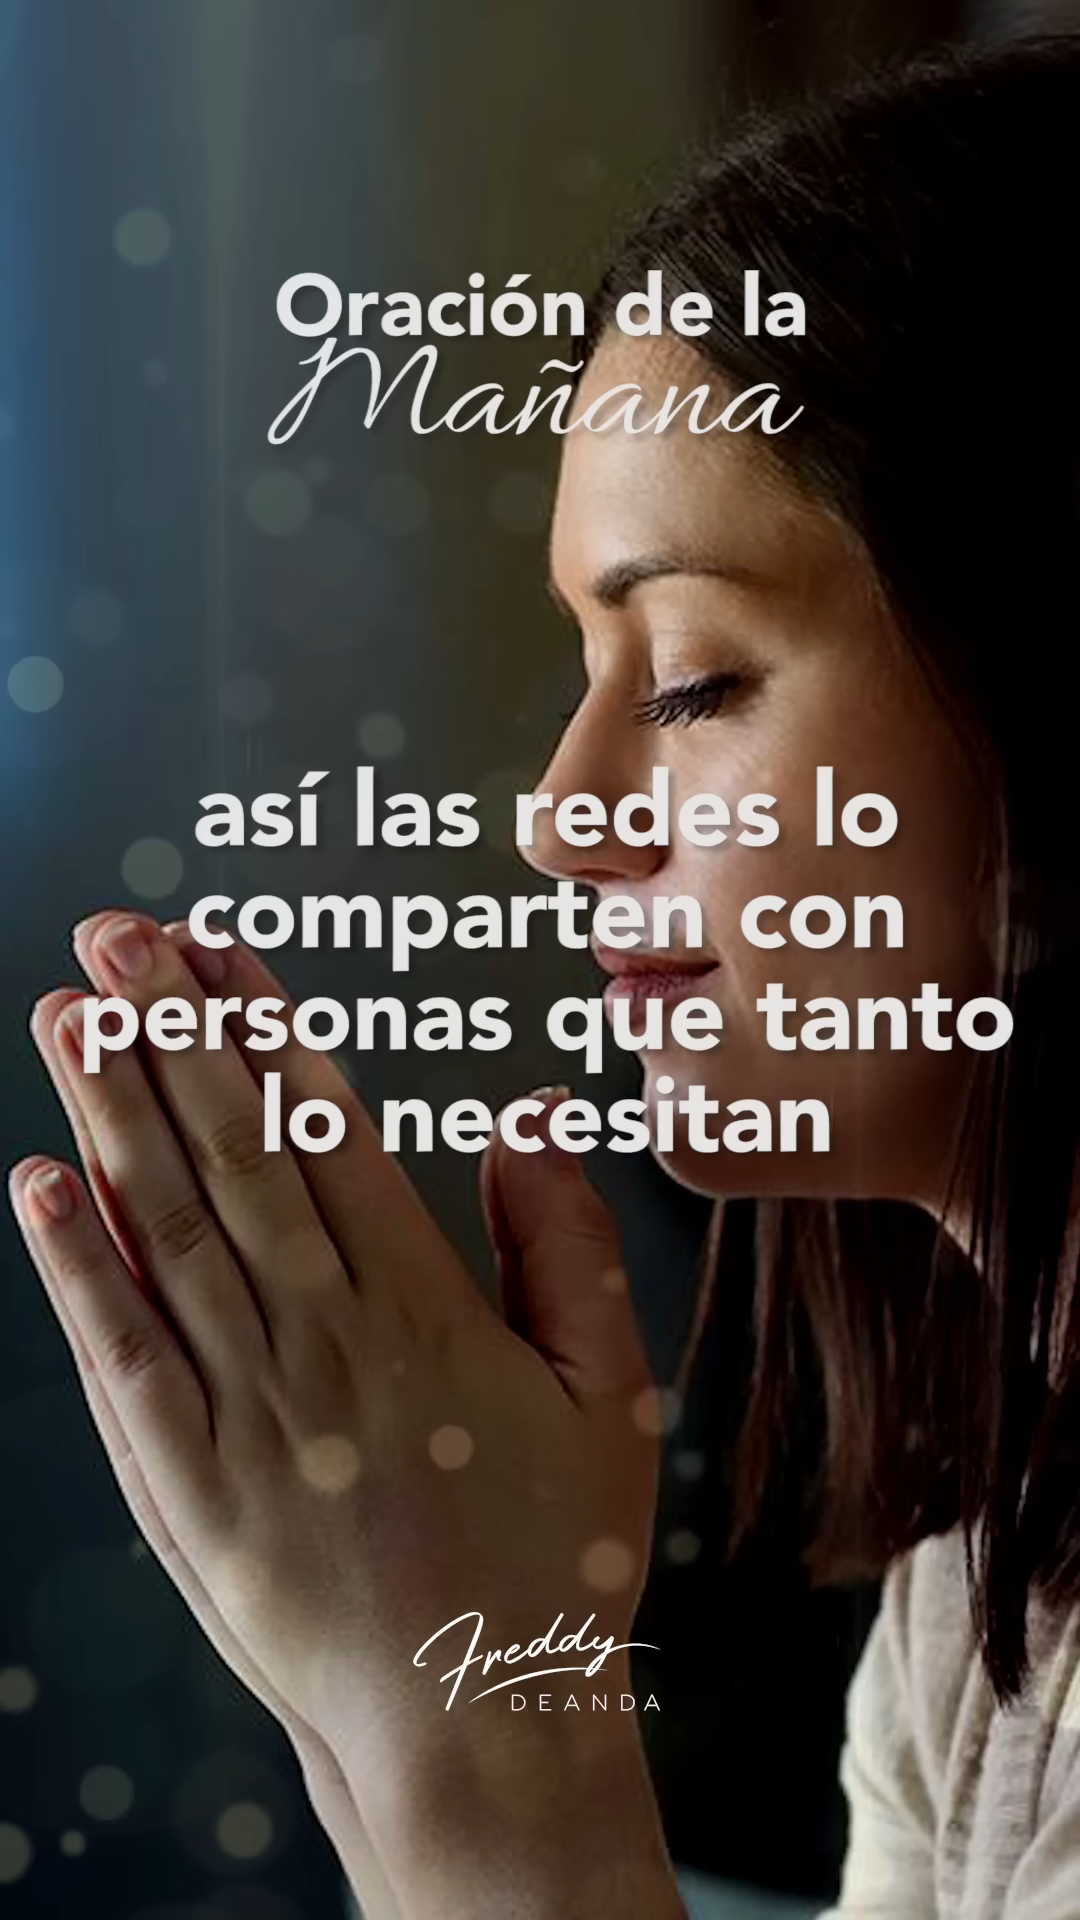 Oración de la
Mañana
así las redes lo
comparten con
personas que tanto
lo necesitan
Freddy
DEANDA